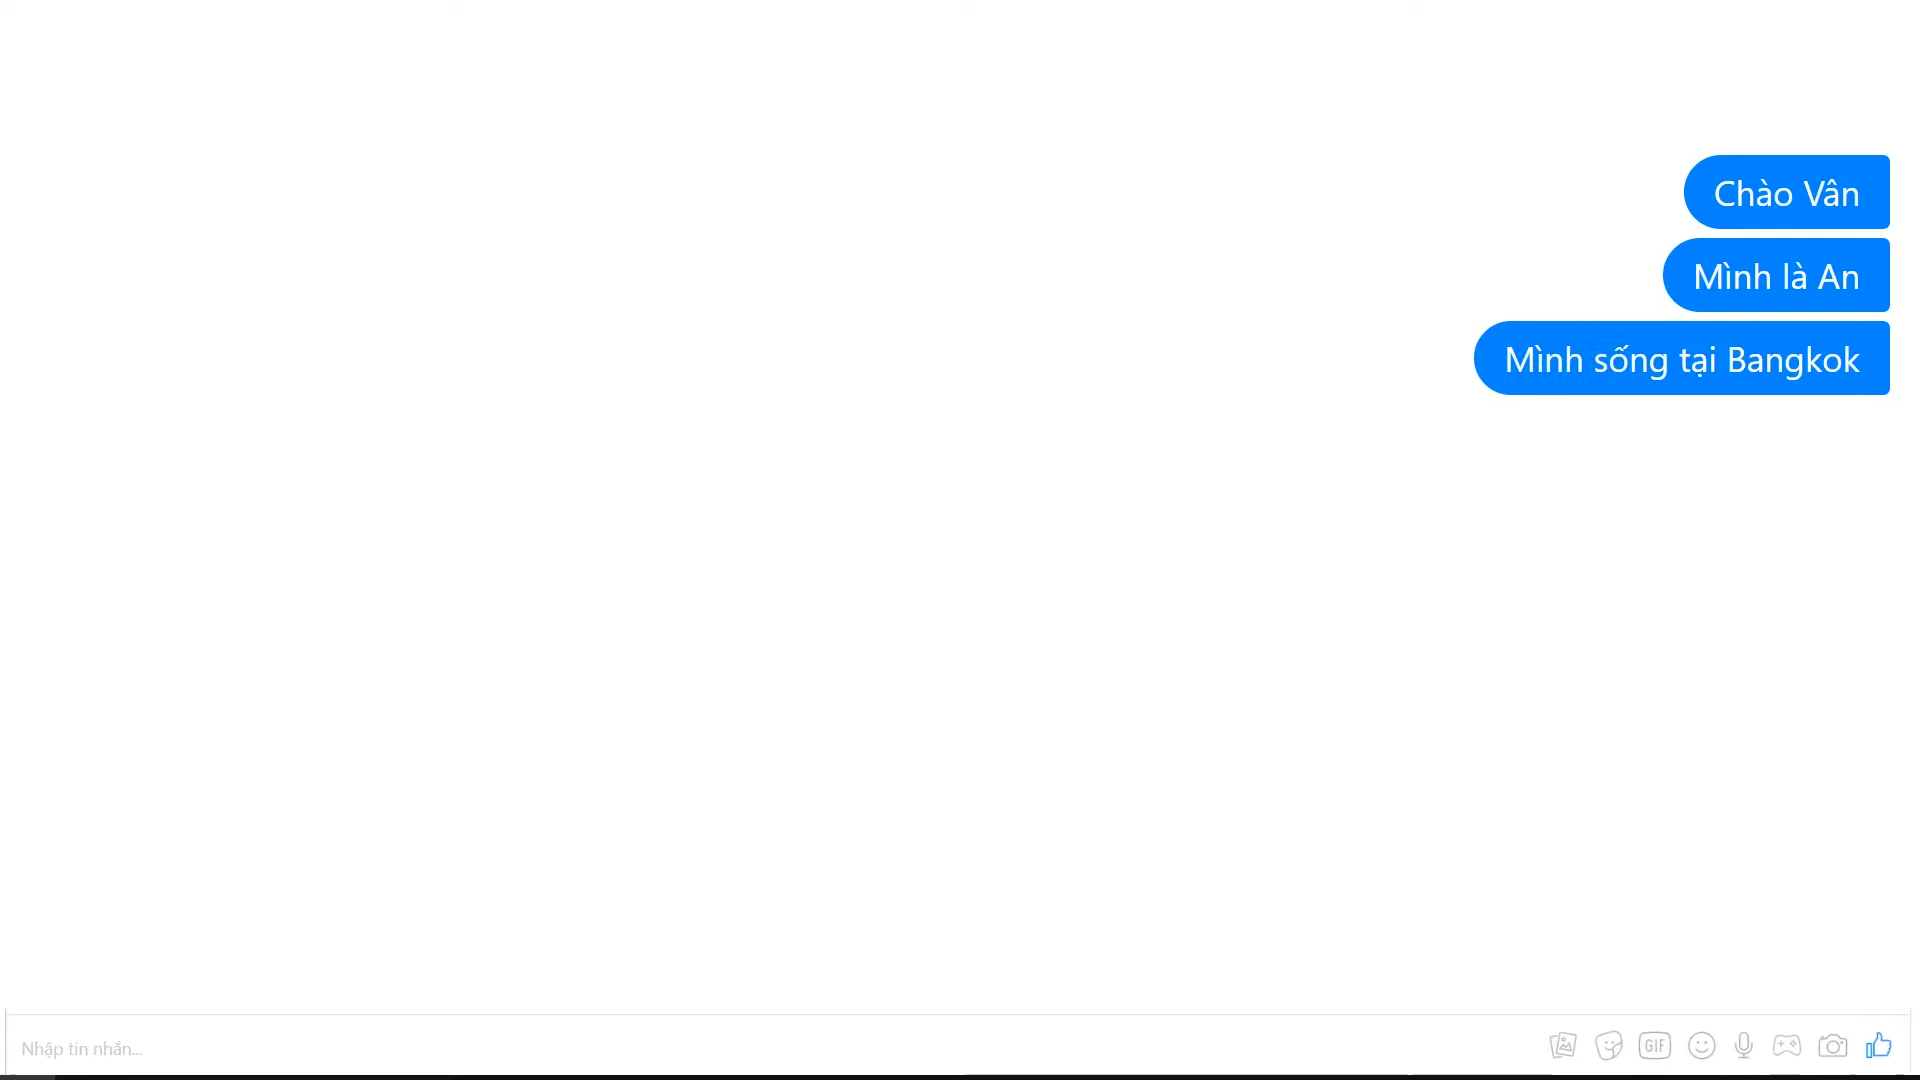 Chào Vân
Mình là An
Mình sống tại Bangkok
Nhập tin nhắn...
GIF